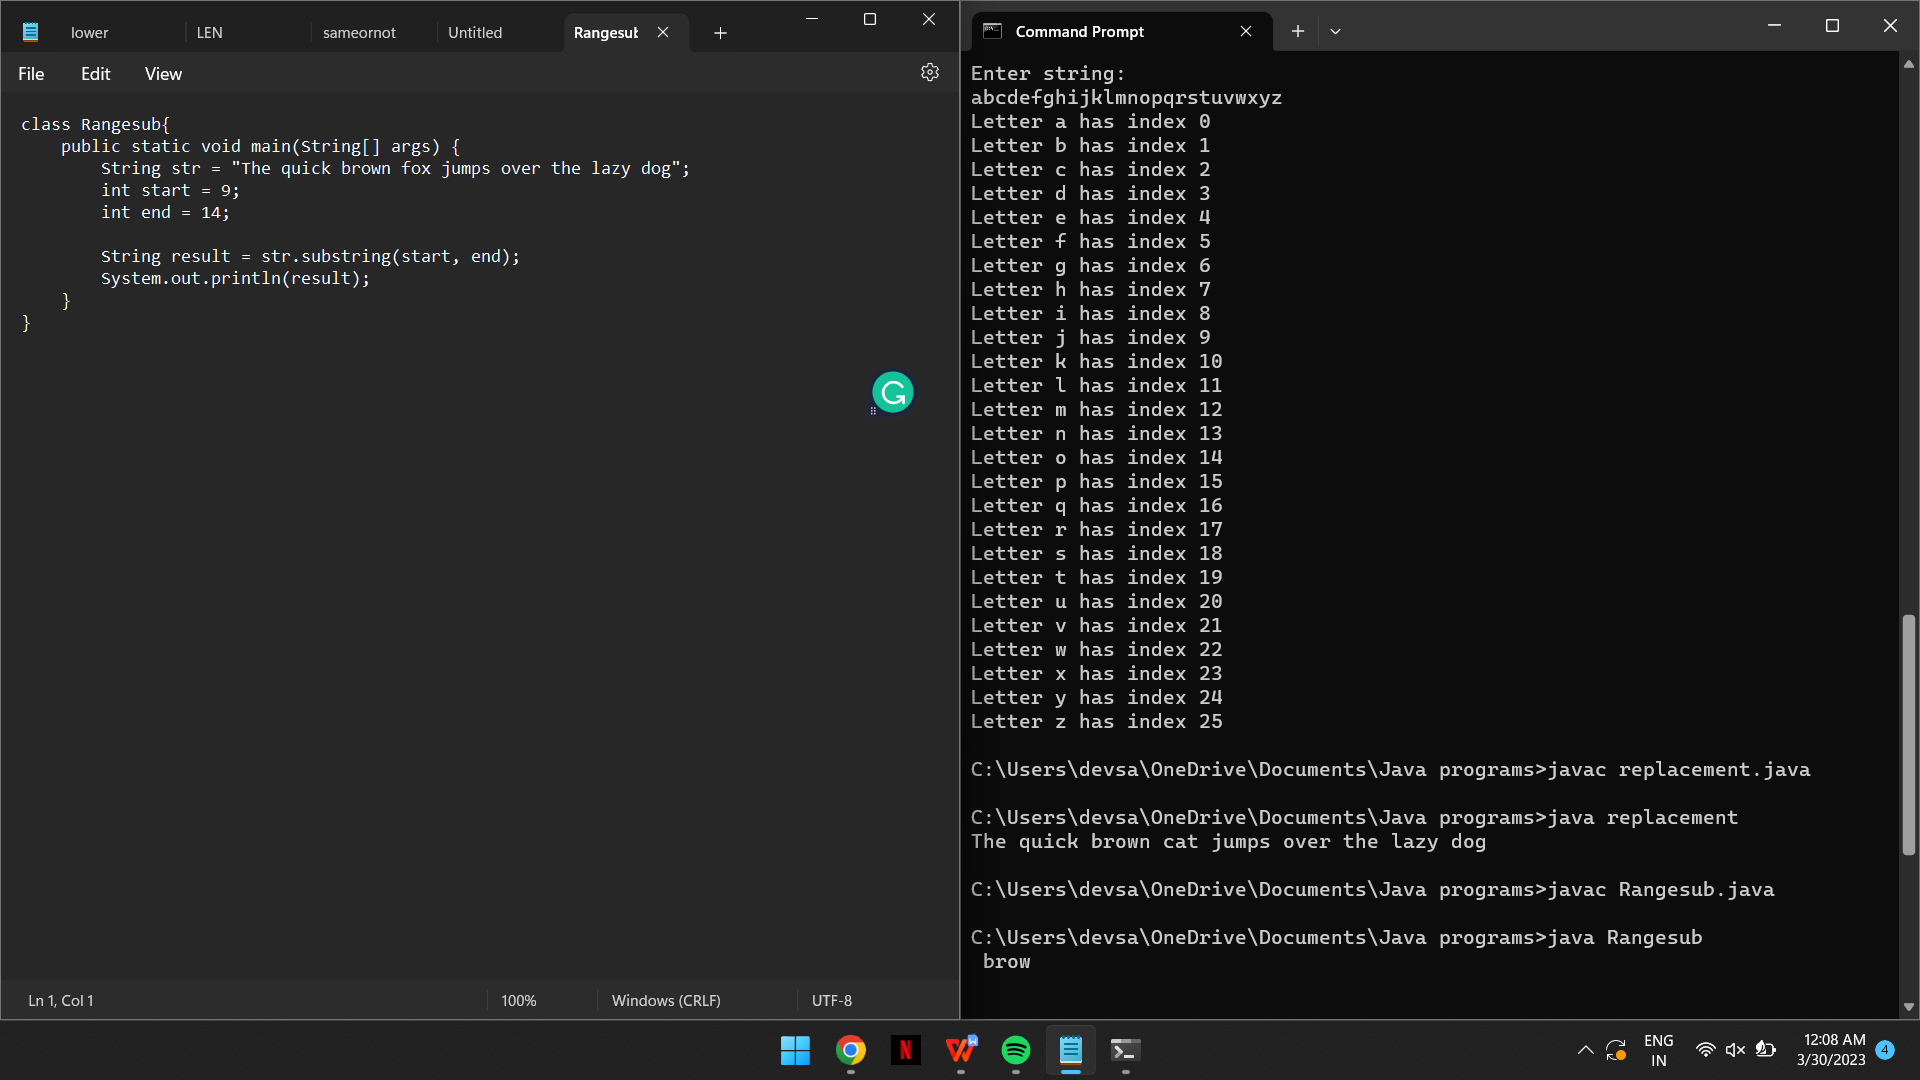 lower
LEN
sameornot
Untitled
Rangesub
File
Edit
View
class Rangesub{
    public static void main(String[] args) {
        String str = "The quick brown fox jumps over the lazy dog";
        int start = 9;
        int end = 14;

        String result = str.substring(start, end);
        System.out.println(result);
    }
}
Ln 1, Col 1
100%
Windows (CRLF)
UTF-8
Command Prompt
Enter string:
abcdefghijklmnopqrstuvwxyz
Letter a has index 0
Letter b has index 1
Letter c has index 2
Letter d has index 3
Letter e has index 4
Letter f has index 5
Letter g has index 6
Letter h has index 7
Letter i has index 8
Letter j has index 9
Letter k has index 10
Letter l has index 11
Letter m has index 12
Letter n has index 13
Letter o has index 14
Letter p has index 15
Letter q has index 16
Letter r has index 17
Letter s has index 18
Letter t has index 19
Letter u has index 20
Letter v has index 21
Letter w has index 22
Letter x has index 23
Letter y has index 24
Letter z has index 25

C:\Users\devsa\OneDrive\Documents\Java programs>javac replacement.java

C:\Users\devsa\OneDrive\Documents\Java programs>java replacement
The quick brown cat jumps over the lazy dog

C:\Users\devsa\OneDrive\Documents\Java programs>javac Rangesub.java

C:\Users\devsa\OneDrive\Documents\Java programs>java Rangesub
 brow
ENG
IN
12:08 AM
3/30/2023
4